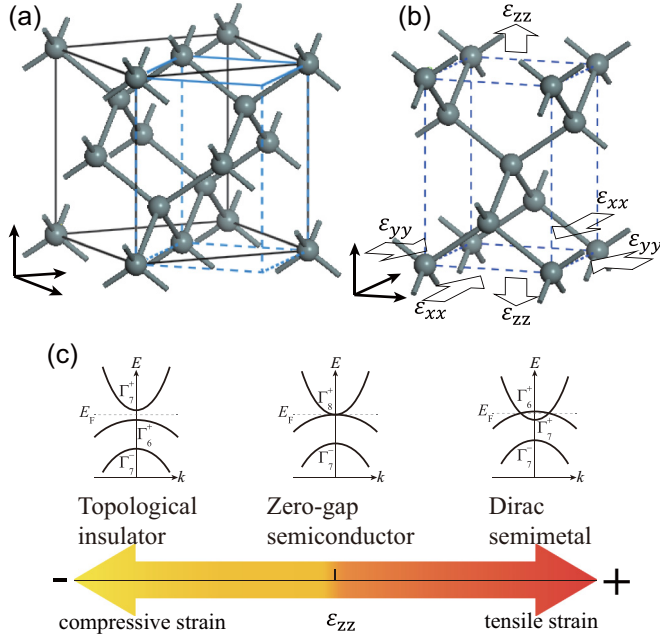 (a)
(b)
ε_zz
ε_xx
ε_yy
ε_yy
ε_xx
ε_zz
(c)
E E E
Γ₇⁺ Γ₈⁺ Γ₆⁺
E_F E_F E_F
Γ₆⁺ Γ₇⁺
Γ₇⁻ Γ₇⁻ Γ₇⁻
k k k
Topological Zero-gap Dirac
insulator semiconductor semimetal
- +
compressive strain ε_zz tensile strain